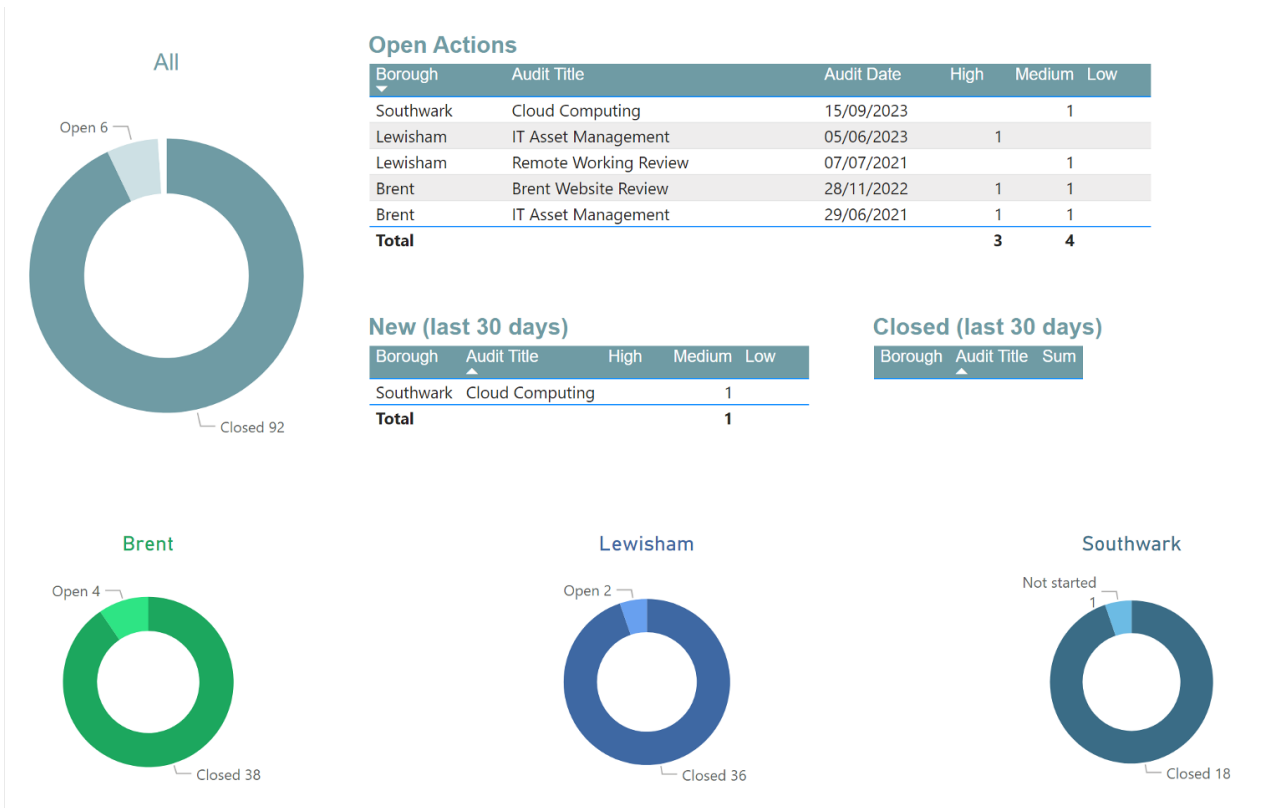 All
Open 6
Closed 92
Open Actions
Borough Audit Title Audit Date High Medium Low
Southwark Cloud Computing 15/09/2023 1
Lewisham IT Asset Management 05/06/2023 1
Lewisham Remote Working Review 07/07/2021 1
Brent Brent Website Review 28/11/2022 1 1
Brent IT Asset Management 29/06/2021 1 1
Total 3 4
New (last 30 days)
Borough Audit Title High Medium Low
Southwark Cloud Computing 1
Total 1
Closed (last 30 days)
Borough Audit Title Sum
Brent
Open 4
Closed 38
Lewisham
Open 2
Closed 36
Southwark
Not started
1
Closed 18